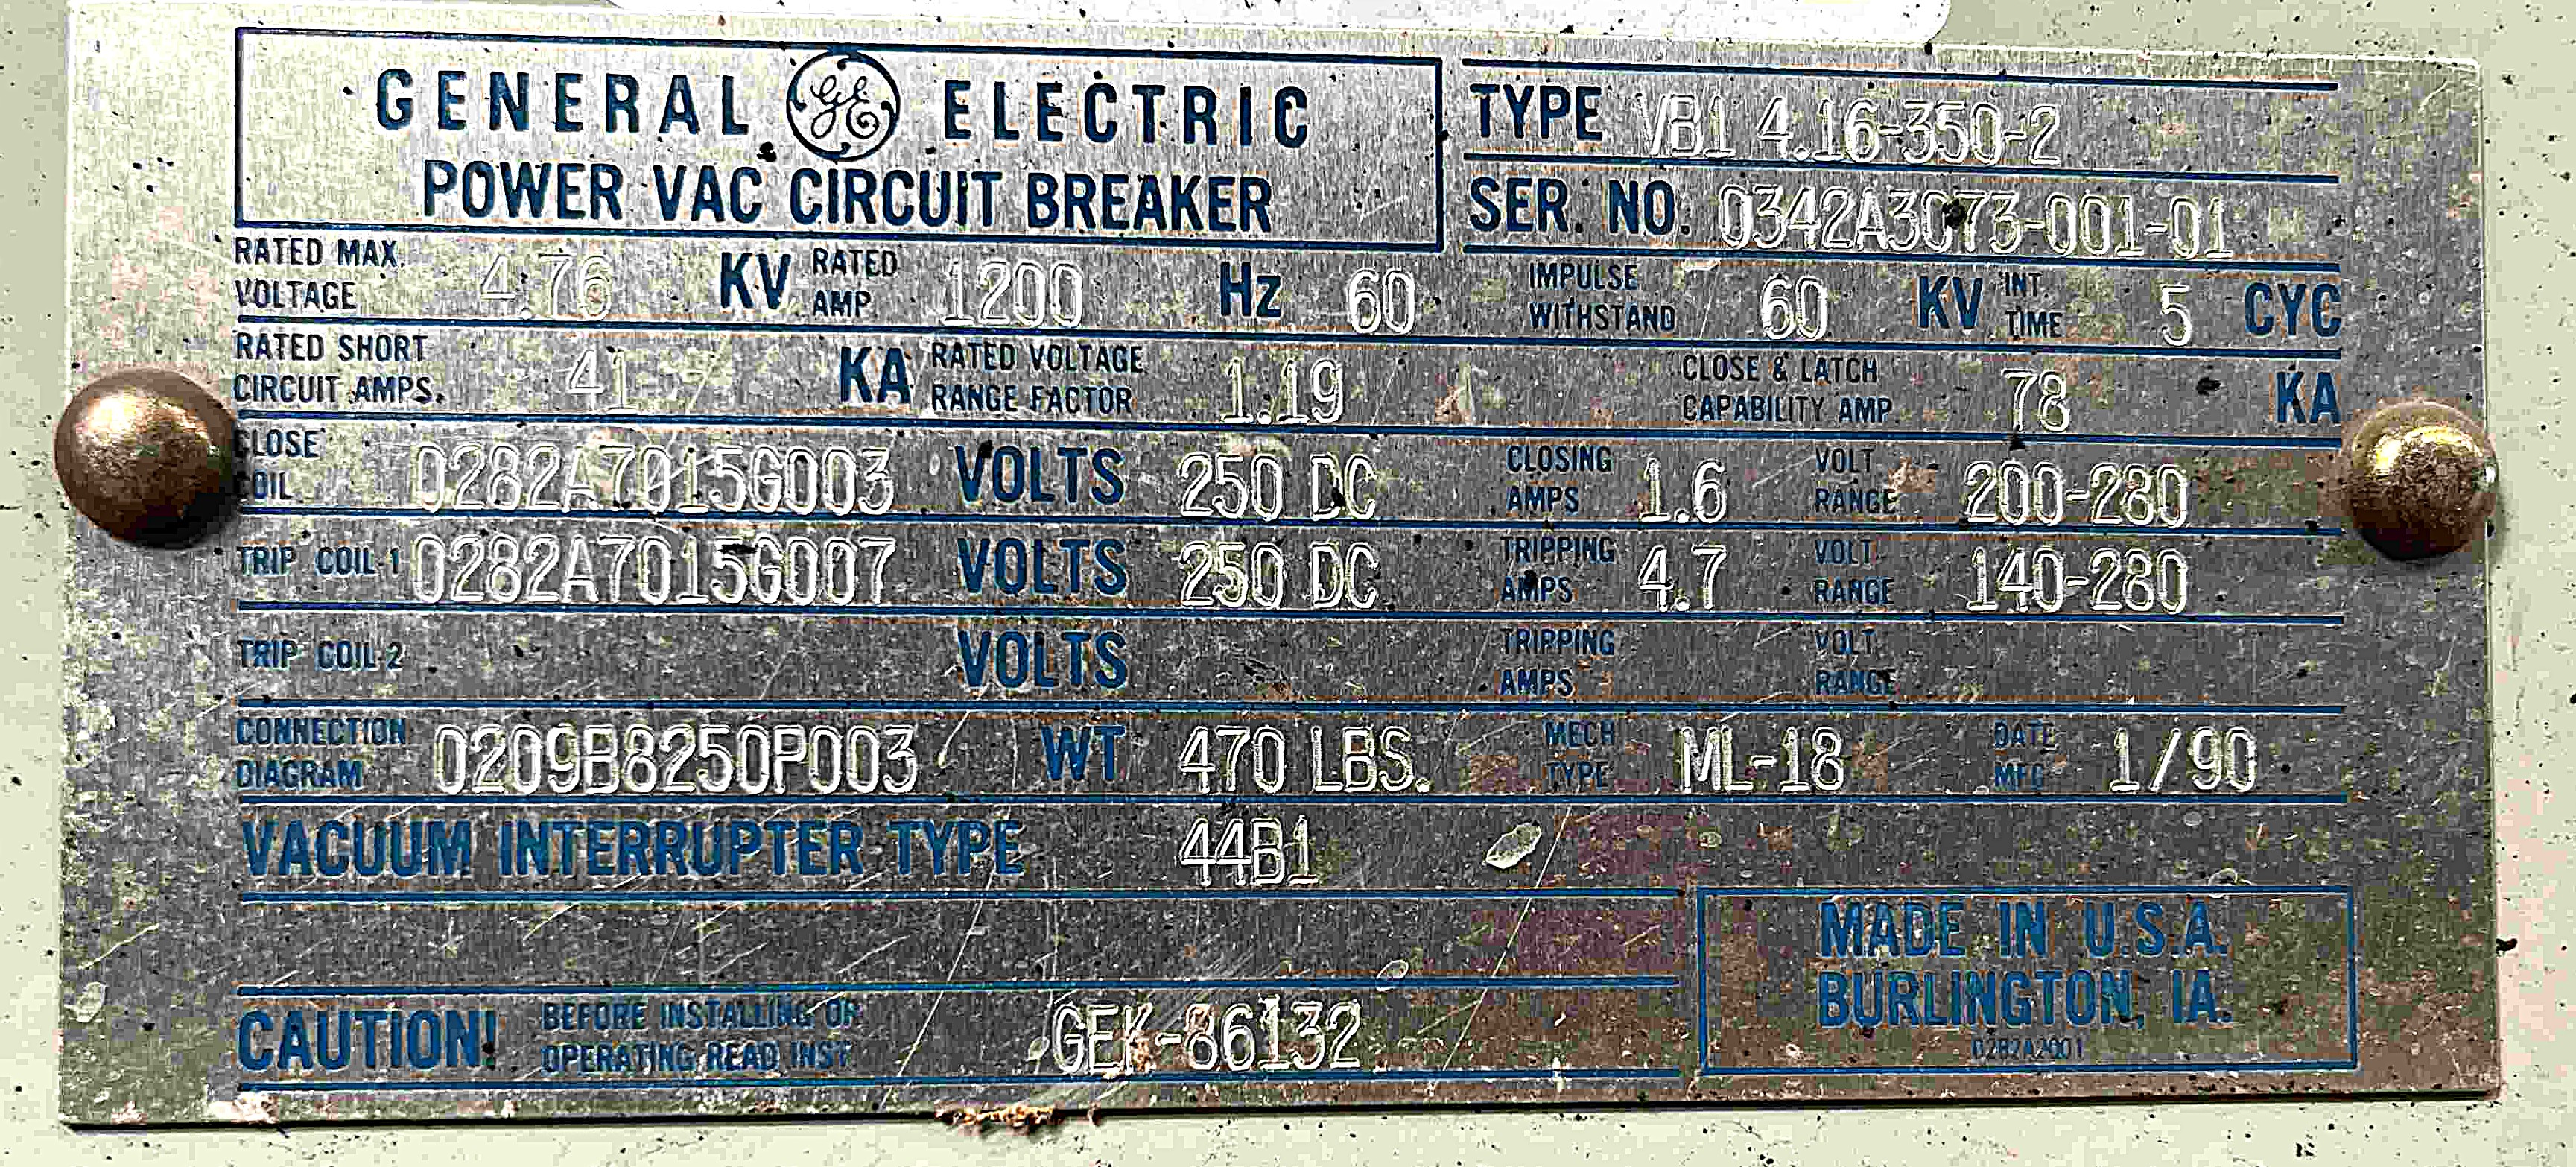 GENERAL GE ELECTRIC
POWER VAC CIRCUIT BREAKER
TYPE VB1 4.16-350-2
SER. NO. 0342A3C73-001-01
RATED MAX. VOLTAGE 4.76 KV RATED AMP. 1200 Hz 60 IMPULSE WITHSTAND 60 KV INT. TIME 5 CYC
RATED SHORT CIRCUIT AMPS. 41 KA RATED VOLTAGE RANGE FACTOR 1.19 CLOSE & LATCH CAPABILITY AMP. 78 KA
CLOSE COIL 0282A7015G003 VOLTS 250 DC CLOSING AMPS 1.6 VOLT RANGE 200-280
TRIP COIL 1 0282A7015G007 VOLTS 250 DC TRIPPING AMPS 4.7 VOLT RANGE 140-280
TRIP COIL 2 VOLTS TRIPPING AMPS VOLT RANGE
CONNECTION DIAGRAM 0209B8250P003 WT 470 LBS. MECH TYPE ML-18 DATE MFG 1/90
VACUUM INTERRUPTER TYPE 44B1
CAUTION! BEFORE INSTALLING OR OPERATING READ INST. GEK-86132
MADE IN U.S.A.
BURLINGTON, IA.
0282A2001